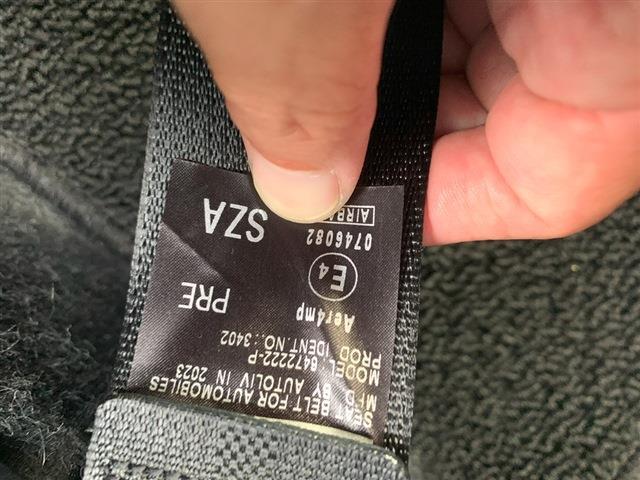 SEAT BELT FOR AUTOMOBILES
MFD BY AUTOLIV IN 2023
MODEL: 6472222-P
PROD IDENT.NO.:3402
Aer4mp
PRE
E4
0746082
SZA